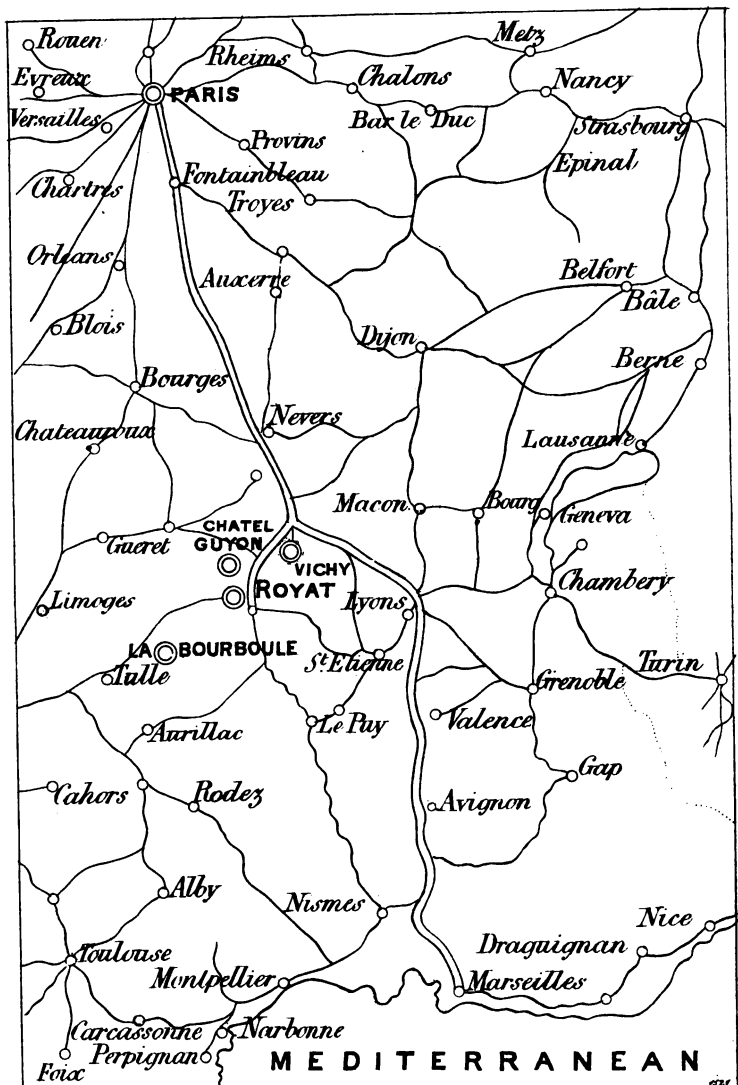 Rouen
Metz
Rheims
Evreux
PARIS
Chalons
Nancy
Versailles
Bar le Duc
Strasbourg
Provins
Epinal
Chartres
Fontainbleau
Troyes
Orleans
Auxerre
Belfort
Bâle
Blois
Dijon
Berne
Bourges
Nevers
Chateauroux
Lausanne
Macon
Bourg
Geneva
CHATEL
GUYON
Gueret
VICHY
ROYAT
Chambery
Limoges
Lyons
LA BOURBOULE
St. Etienne
Turin
Tulle
Grenoble
Aurillac
Le Puy
Valence
Gap
Cahors
Rodez
Avignon
Alby
Nismes
Nice
Toulouse
Draguignan
Montpellier
Marseilles
Carcassonne
Narbonne
Foix
Perpignan
MEDITERRANEAN